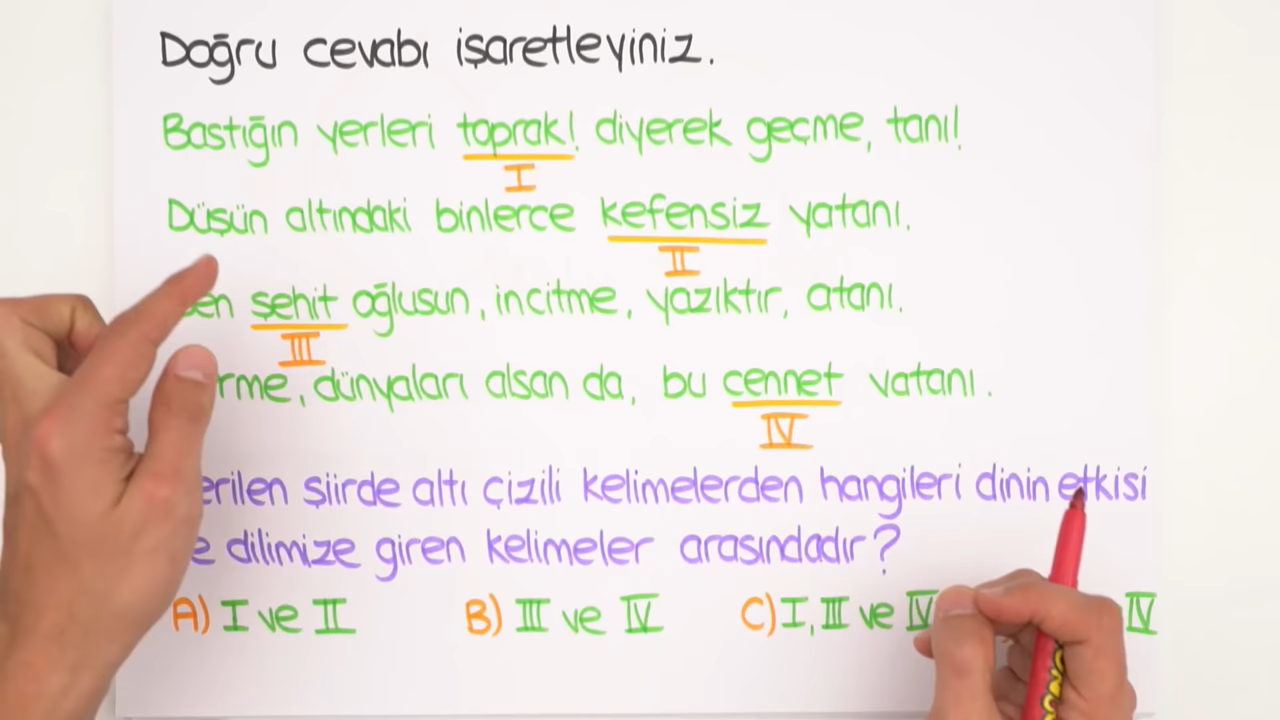 Doğru cevabı işaretleyiniz.
Bastığın yerleri toprak! diyerek geçme, tanı!
I
Düşün altındaki binlerce kefensiz yatanı.
II
şehit oğlusun, incitme, yazıktır, atanı.
III
dünyaları alsan da, bu cennet vatanı.
IV
şiirde altı çizili kelimelerden hangileri dinin etkisi
dilimize giren kelimeler arasındadır?
A) I ve II B) III ve IV C) I, III ve IV IV